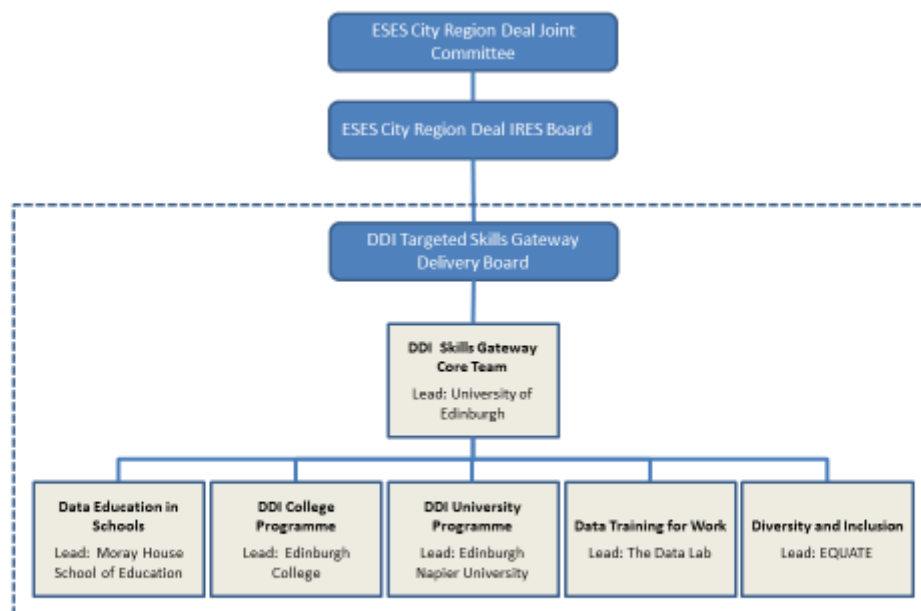 ESES City Region Deal Joint
Committee
ESES City Region Deal IRES Board
DDI Targeted Skills Gateway
Delivery Board
DDI Skills Gateway
Core Team
Lead: University of
Edinburgh
Data Education in
Schools
Lead: Moray House
School of Education
DDI College
Programme
Lead: Edinburgh
College
DDI University
Programme
Lead: Edinburgh
Napier University
Data Training for Work
Lead: The Data Lab
Diversity and Inclusion
Lead: EQUATE